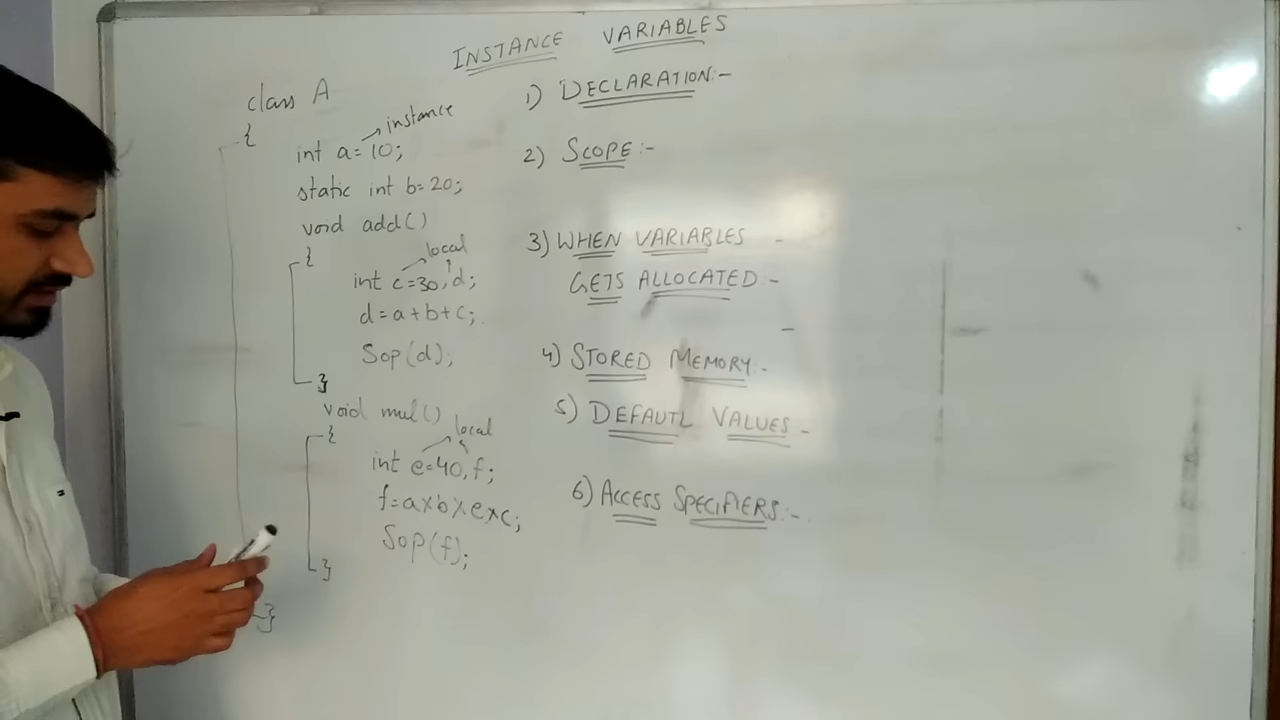 INSTANCE VARIABLES
class A
{
int a=10; → instance
static int b=20;
void add()
{
int c=30,d; local
d=a+b+c;
Sop(d);
}
void mul()
{
int e=40,f; local
f=a×b×e×c;
Sop(f);
}
}
1) DECLARATION:-
2) SCOPE:-
3) WHEN VARIABLES -
GETS ALLOCATED -
-
4) STORED MEMORY:-
5) DEFAUTL VALUES -
6) ACCESS SPECIFIERS:-